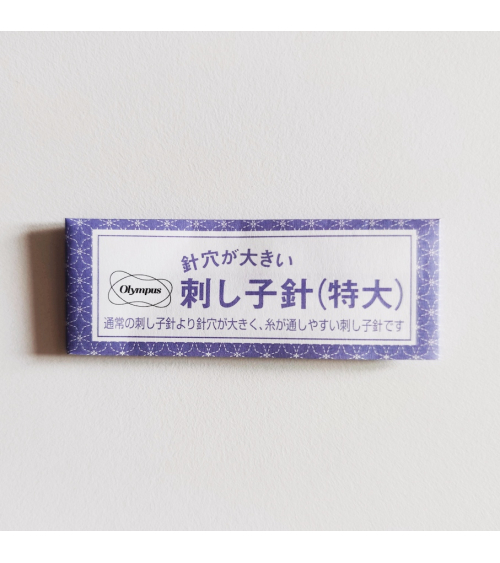 針穴が大きい
Olympus
刺し子針(特大)
通常の刺し子針より針穴が大きく、糸が通しやすい刺し子針です